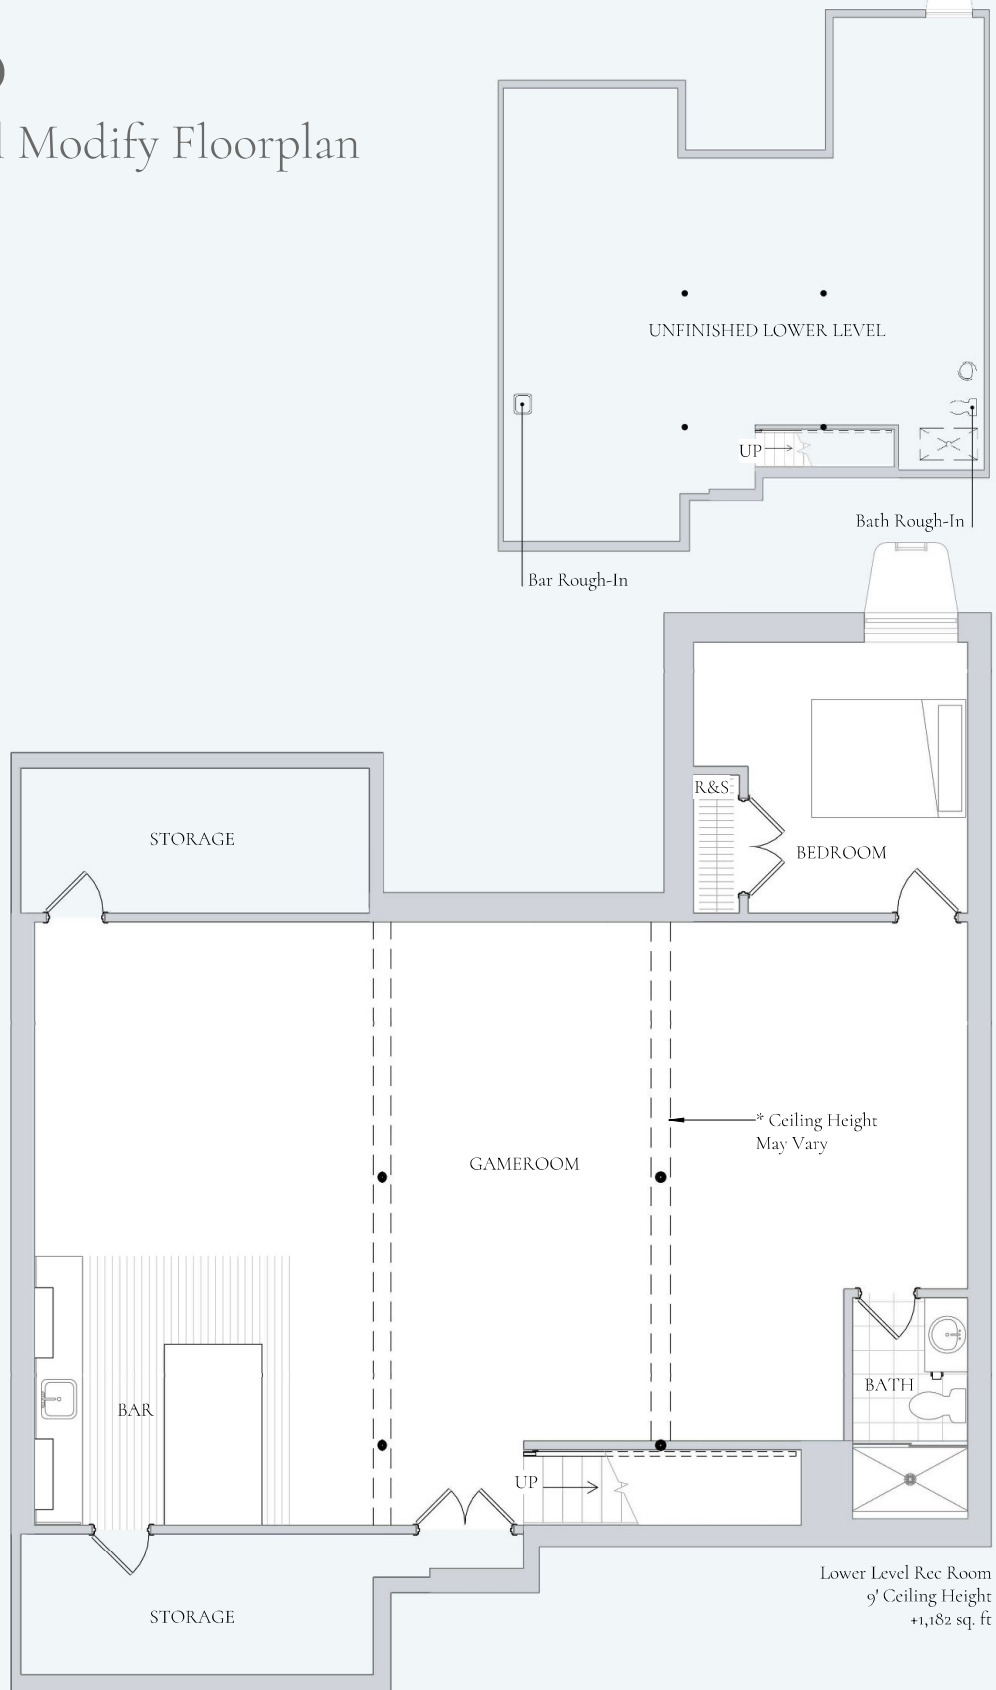 Modify Floorplan
UNFINISHED LOWER LEVEL
UP
Bath Rough-In
Bar Rough-In
R&S
STORAGE
BEDROOM
* Ceiling Height
May Vary
GAMEROOM
BATH
BAR
UP
Lower Level Rec Room
9' Ceiling Height
+1,182 sq. ft
STORAGE